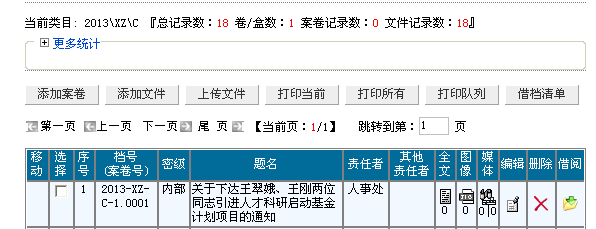 当前类目: 2013\XZ\C 『总记录数：18 卷/盒数：1 案卷记录数：0 文件记录数：18』
更多统计
添加案卷 添加文件 上传文件 打印当前 打印所有 打印队列 借档清单
第一页 上一页 下一页 尾 页 【当前页：1/1】 跳转到第：1 页
移动 选择 序号 档号(案卷号) 密级 题名 责任者 其他责任者 全文 图像 媒体 编辑 删除 借阅
1 2013-XZ-C-1.0001 内部 关于下达王翠娥、王刚两位同志引进人才科研启动基金计划项目的通知 人事处 0 0 0|0